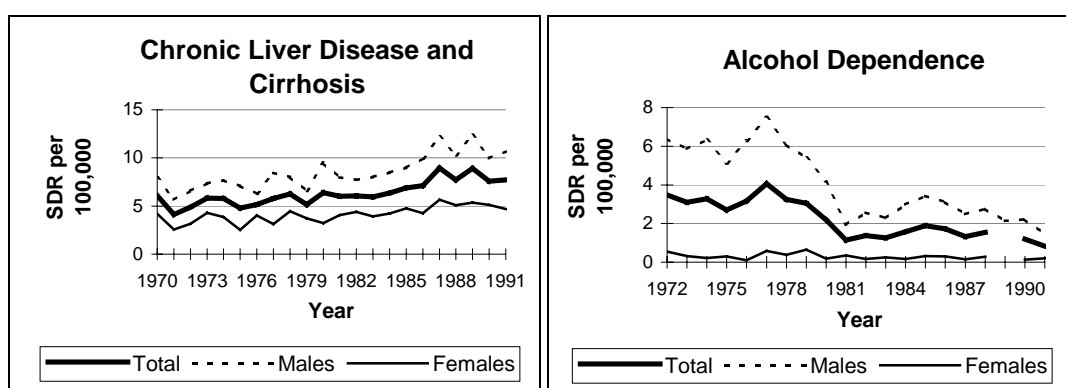 Chronic Liver Disease and
Cirrhosis
SDR per
100,000
15
10
5
0
1970 1973 1976 1979 1982 1985 1988 1991
Year
Total Males Females
Alcohol Dependence
SDR per
100,000
8
6
4
2
0
1972 1975 1978 1981 1984 1987 1990
Year
Total Males Females